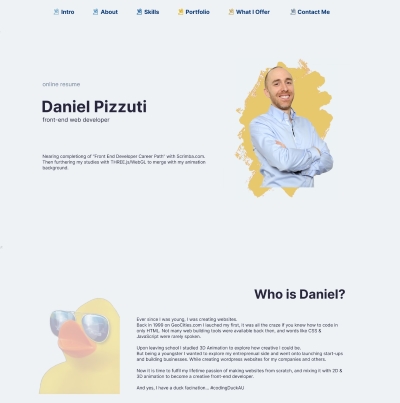 Intro About Skills Portfolio What I Offer Contact Me
online resume
Daniel Pizzuti
front-end web developer
Nearing completiong of "Front End Developer Career Path" with Scrimba.com.
Then furthering my studies with THREE.js/WebGL to merge with my animation
background.
Who is Daniel?
Ever since I was young, I was creating websites.
Back in 1998 on GeoCities.com I lauched my first, it was all the craze if you knew how to code in
only HTML. Not many web building tools were available back then, and words like CSS &
JavaScript were rarely spoken.
Upon leaving school I studied 3D Animation to explore how creative I could be.
But being a youngster I wanted to explore my entreprenual side and went onto launching start-ups
and building businesses. While creating wordpress websites for my companies and others.
Now it is time to fulfil my lifetime passion of making websites from scratch, and mixing it with 2D &
3D animation to become a creative front-end developer.
And yes, I have a duck facination... #codingDuckAU